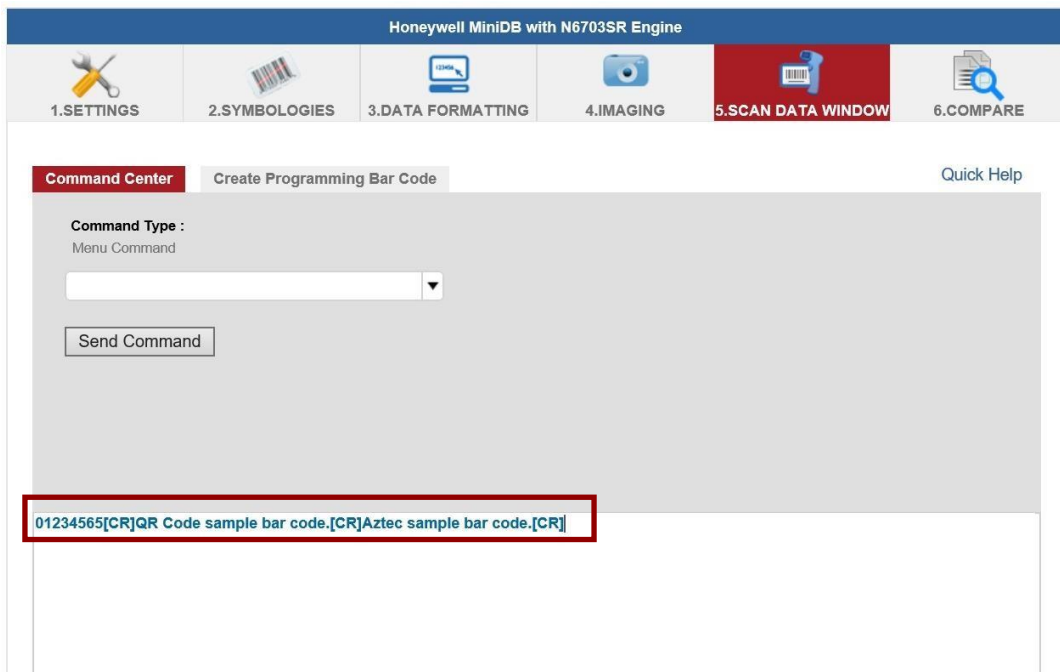 Honeywell MiniDB with N6703SR Engine
1.SETTINGS 2.SYMBOLOGIES 3.DATA FORMATTING 4.IMAGING 5.SCAN DATA WINDOW 6.COMPARE
Command Center Create Programming Bar Code Quick Help
Command Type :
Menu Command
Send Command
01234565[CR]QR Code sample bar code.[CR]Aztec sample bar code.[CR]